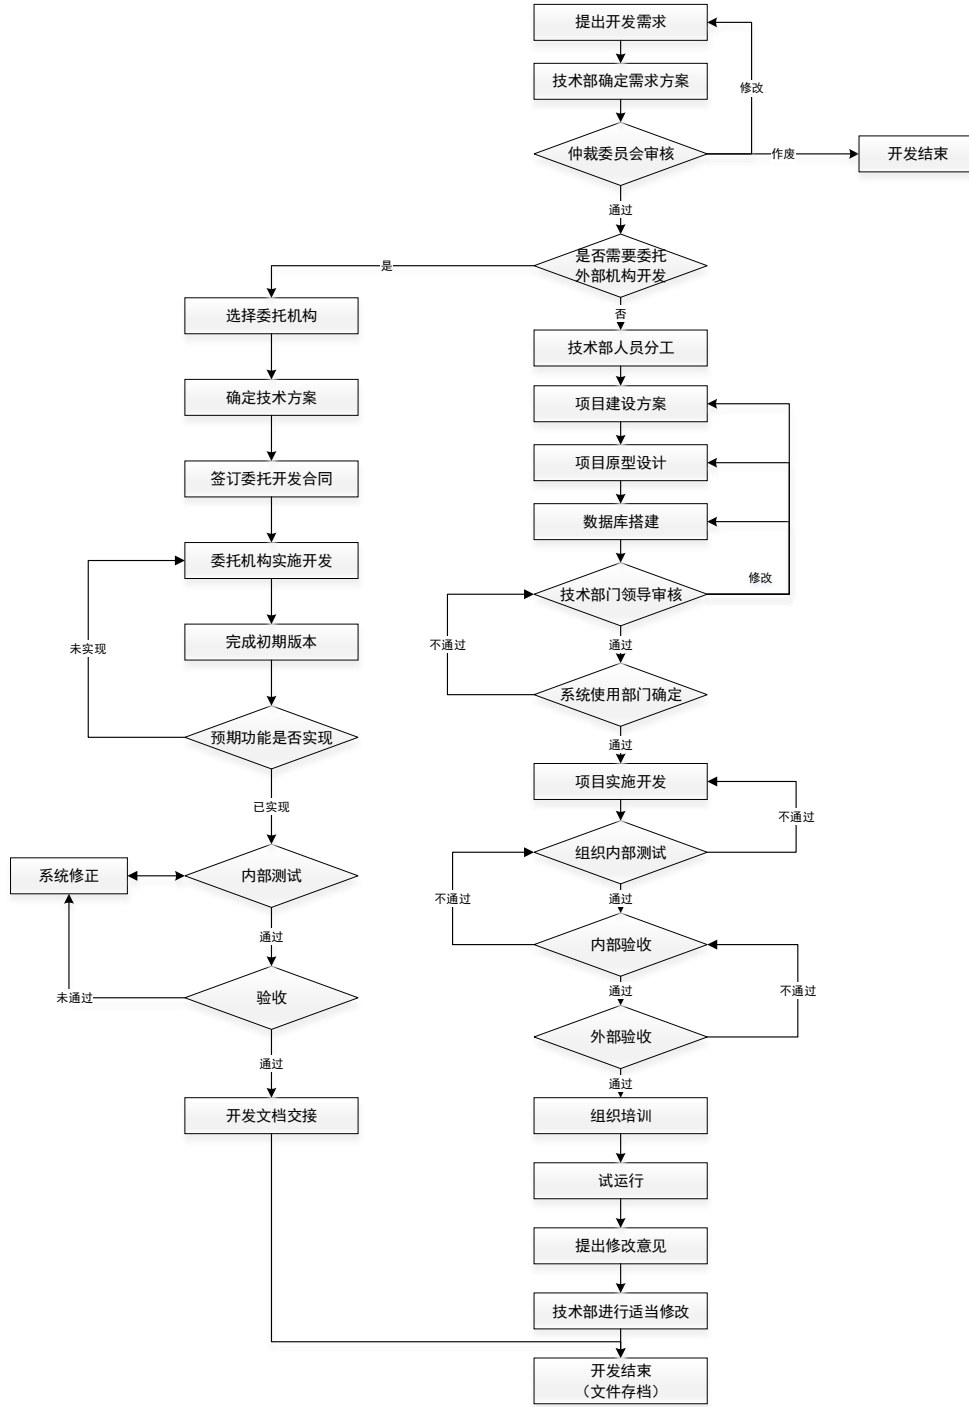 提出开发需求
技术部确定需求方案
修改
仲裁委员会审核
作废
开发结束
通过
是否需要委托
外部机构开发
是
否
选择委托机构
技术部人员分工
确定技术方案
项目建设方案
项目原型设计
签订委托开发合同
数据库搭建
委托机构实施开发
修改
技术部门领导审核
完成初期版本
未实现
不通过
通过
系统使用部门确定
预期功能是否实现
通过
项目实施开发
已实现
不通过
组织内部测试
系统修正
内部测试
不通过
通过
通过
内部验收
未通过
验收
通过
不通过
外部验收
通过
通过
开发文档交接
组织培训
试运行
提出修改意见
技术部进行适当修改
开发结束
（文件存档）